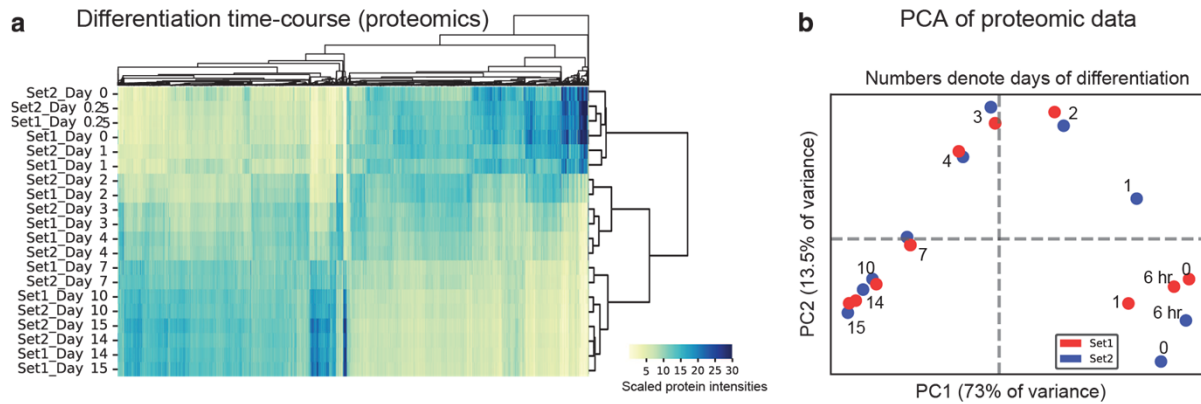 a
Differentiation time-course (proteomics)
Set2_Day 0
Set2_Day 0.25
Set1_Day 0.25
Set1_Day 0
Set2_Day 1
Set1_Day 1
Set2_Day 2
Set1_Day 2
Set2_Day 3
Set1_Day 3
Set1_Day 4
Set2_Day 4
Set1_Day 7
Set2_Day 7
Set1_Day 10
Set2_Day 10
Set2_Day 15
Set2_Day 14
Set1_Day 14
Set1_Day 15
5 10 15 20 25 30
Scaled protein intensities
b
PCA of proteomic data
Numbers denote days of differentiation
PC2 (13.5% of variance)
3
2
4
1
7
10
14
15
6 hr
0
1
6 hr
0
Set1
Set2
PC1 (73% of variance)